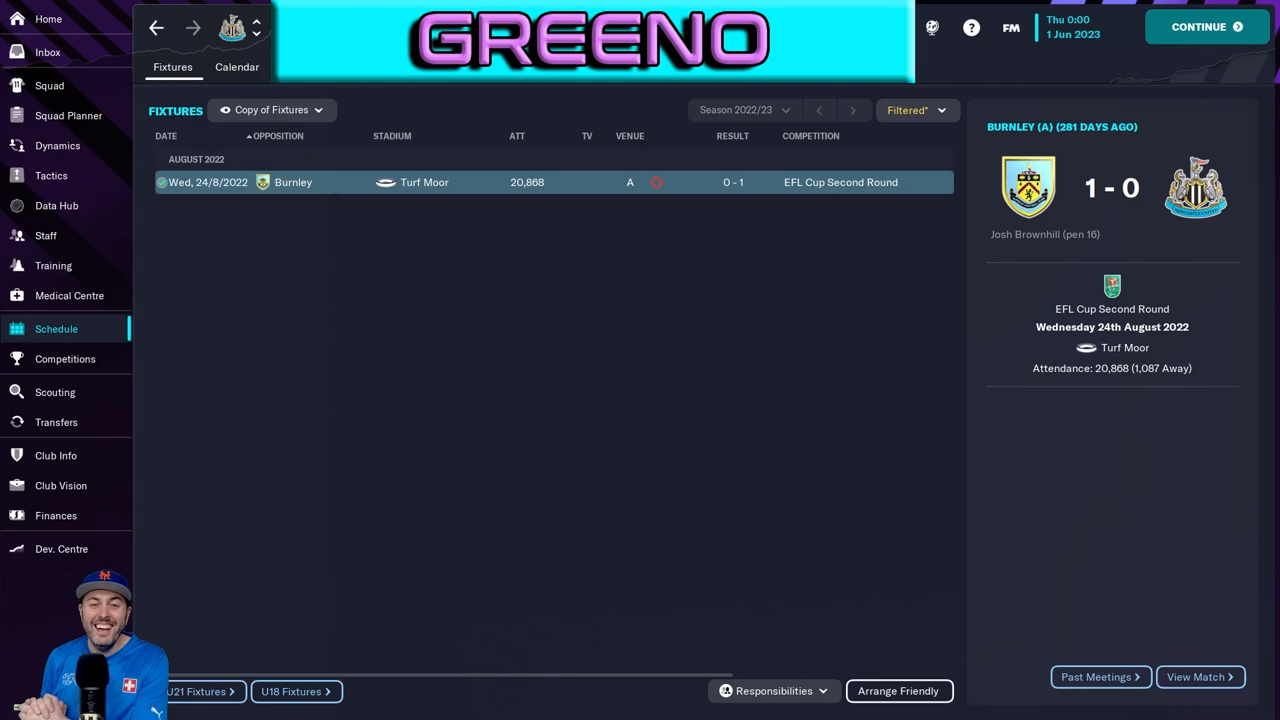 Home
Inbox
Squad
Squad Planner
Dynamics
Tactics
Data Hub
Staff
Training
Medical Centre
Schedule
Competitions
Scouting
Transfers
Club Info
Club Vision
Finances
Dev. Centre
GREENO
FM
Thu 0:00
1 Jun 2023
CONTINUE
Fixtures Calendar
FIXTURES Copy of Fixtures Season 2022/23 Filtered*
DATE OPPOSITION STADIUM ATT TV VENUE RESULT COMPETITION
AUGUST 2022
Wed, 24/8/2022 Burnley Turf Moor 20,868 A 0 - 1 EFL Cup Second Round
BURNLEY (A) (281 DAYS AGO)
1 - 0
Josh Brownhill (pen 16)
EFL Cup Second Round
Wednesday 24th August 2022
Turf Moor
Attendance: 20,868 (1,087 Away)
Past Meetings View Match
U21 Fixtures U18 Fixtures Responsibilities Arrange Friendly